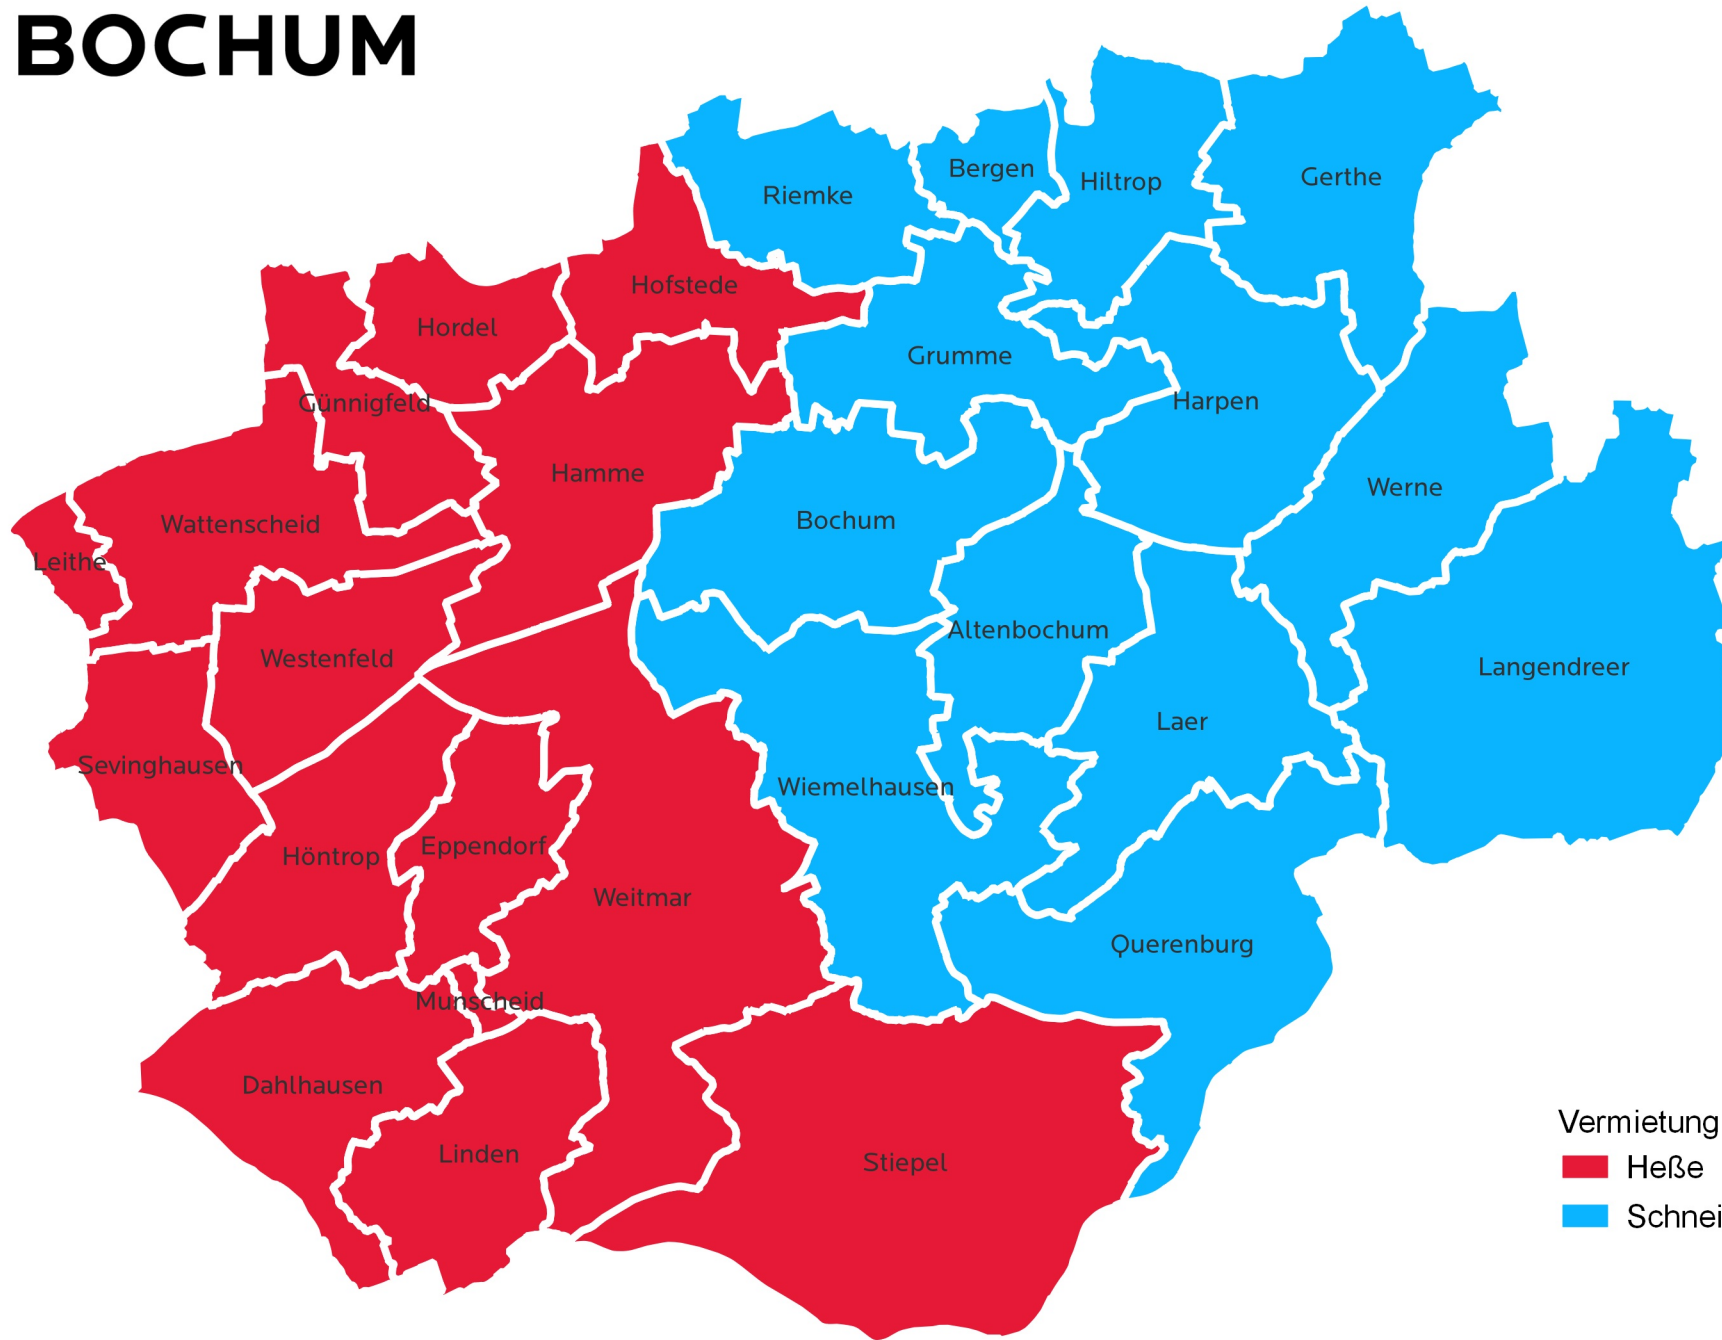 BOCHUM
Bergen
Riemke
Hiltrop
Gerthe
Hofstede
Hordel
Grumme
Günnigfeld
Harpen
Hamme
Werne
Wattenscheid
Bochum
Leithe
Altenbochum
Westenfeld
Langendreer
Laer
Sevinghausen
Wiemelhausen
Höntrop
Eppendorf
Weitmar
Querenburg
Munscheid
Dahlhausen
Linden
Stiepel
Vermietung
Heße
Schnei